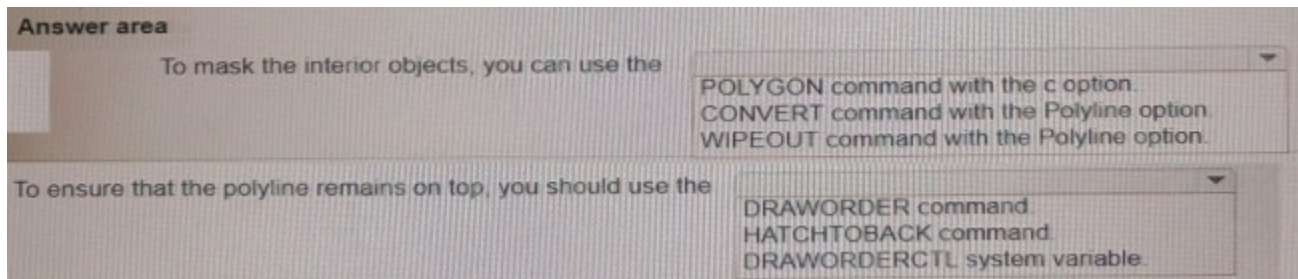 Answer area
To mask the interior objects, you can use the
POLYGON command with the c option.
CONVERT command with the Polyline option.
WIPEOUT command with the Polyline option.
To ensure that the polyline remains on top, you should use the
DRAWORDER command.
HATCHTOBACK command.
DRAWORDERCTL system variable.